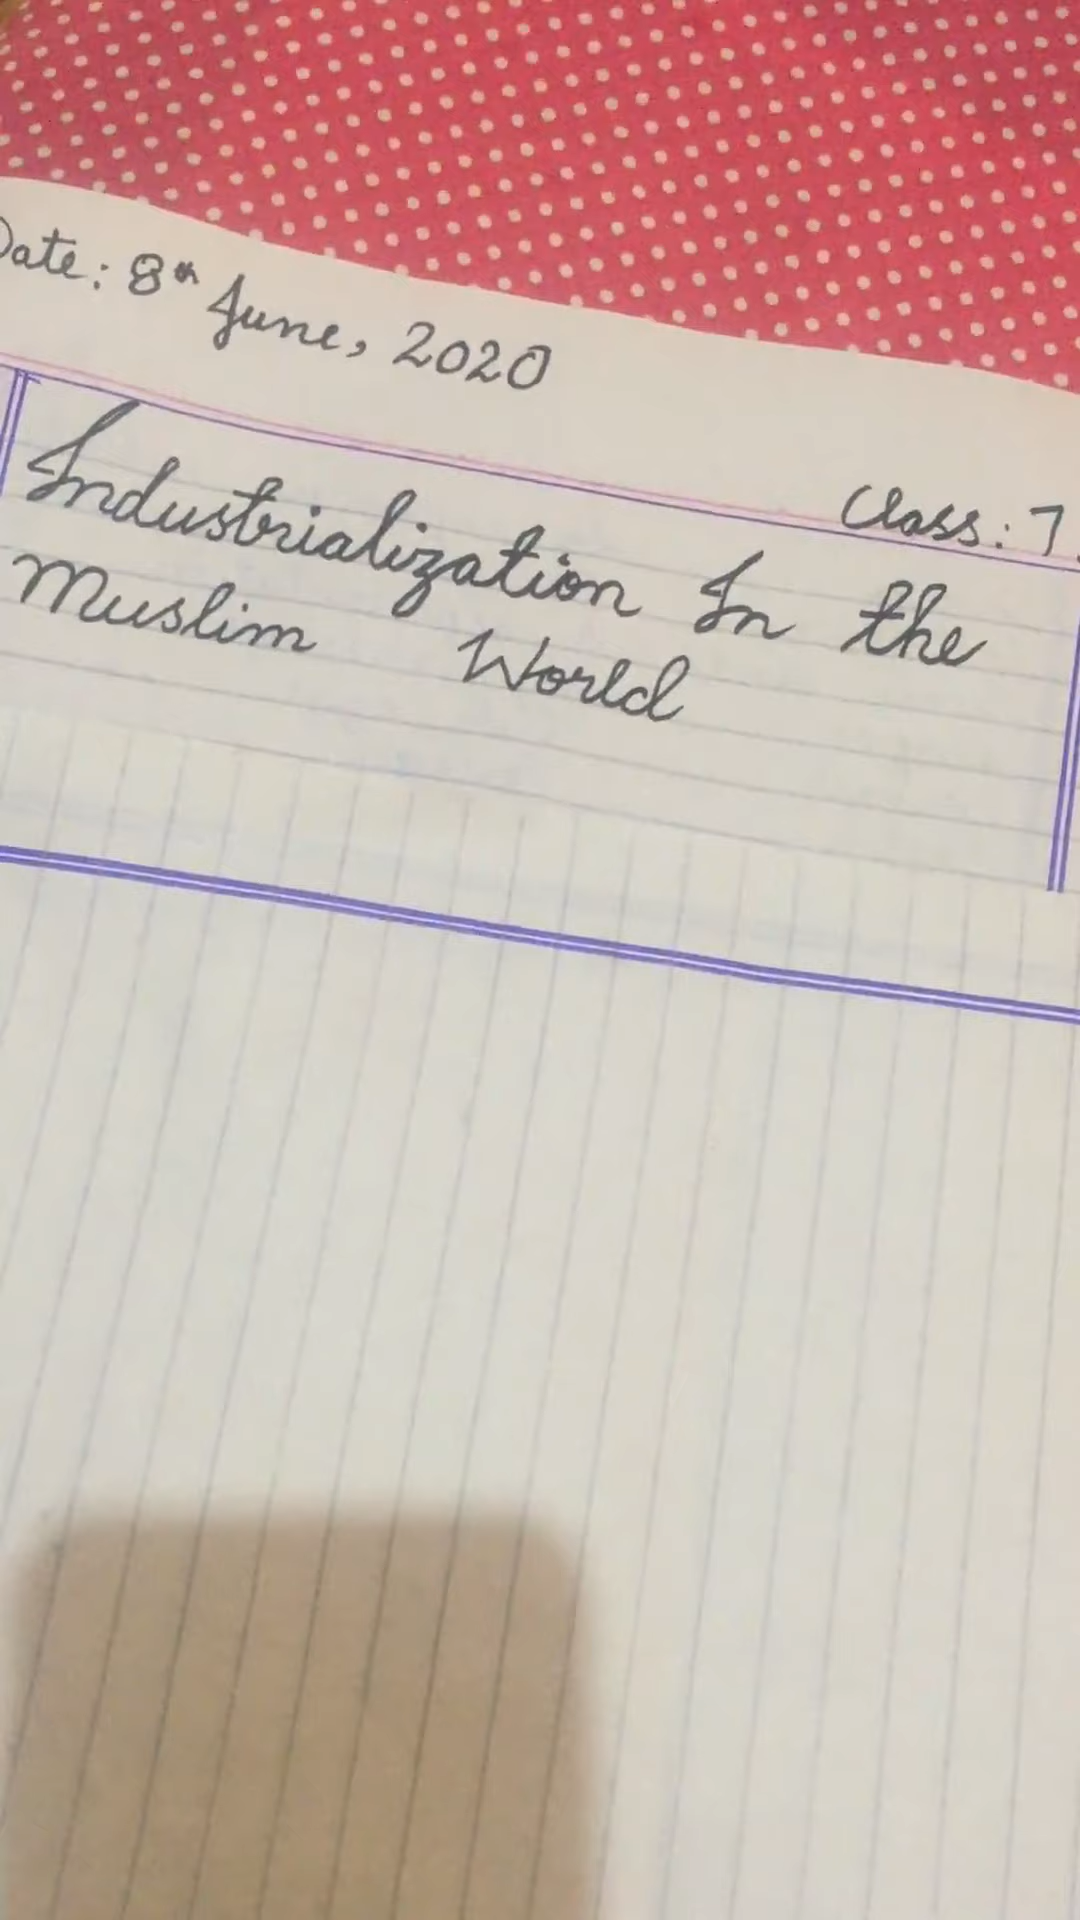 Date: 8th June, 2020
Class: 7.
Industrialization In the
Muslim World